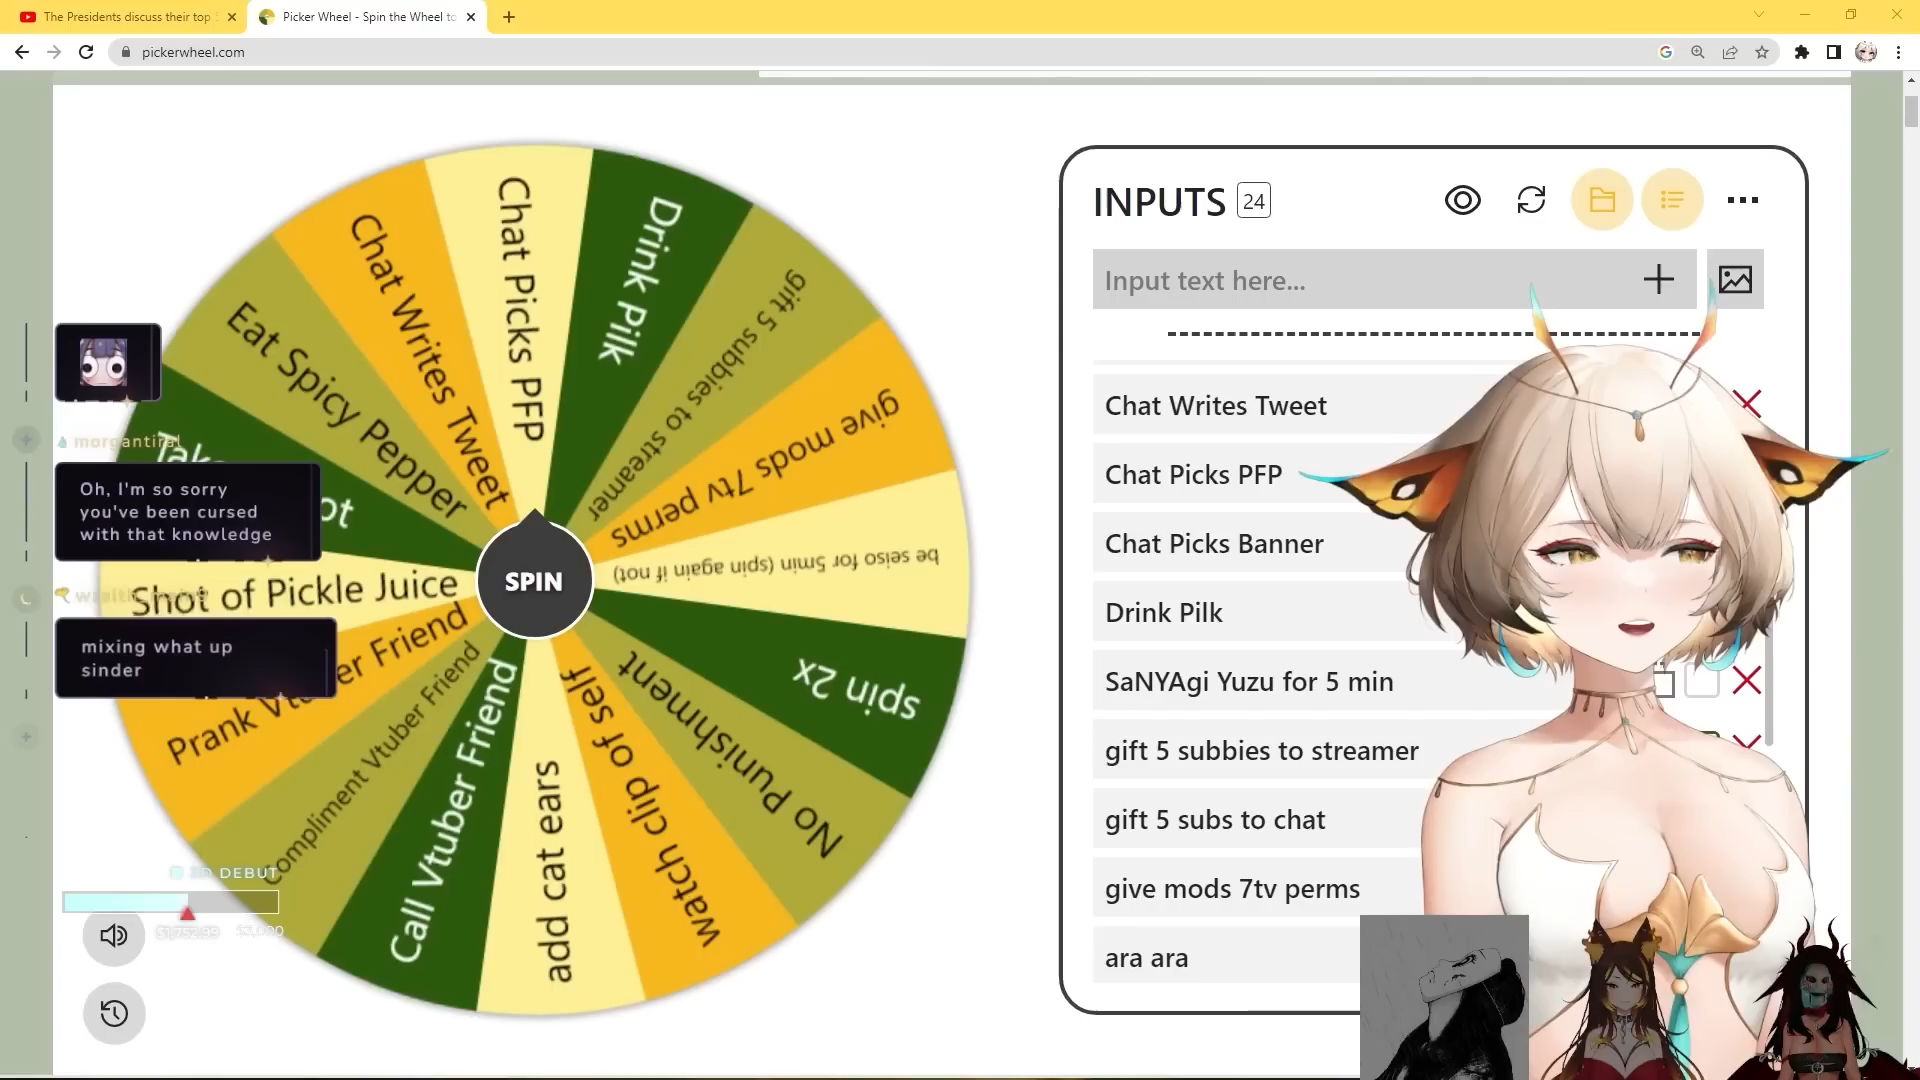 The Presidents discuss their top
Picker Wheel - Spin the Wheel to
pickerwheel.com
INPUTS 24
Input text here...
Chat Writes Tweet
Chat Picks PFP
Chat Picks Banner
Drink Pilk
SaNYAgi Yuzu for 5 min
gift 5 subbies to streamer
gift 5 subs to chat
give mods 7tv perms
ara ara
Chat Picks PFP
Drink Pilk
gift 5 subbies to streamer
give mods 7tv perms
be seiso for 5min (spin again if not)
spin 2x
No Punishment
watch clip of self
add cat ears
Call Vtuber Friend
Compliment Vtuber Friend
Prank Vtuber Friend
Shot of Pickle Juice
Eat Spicy Pepper
Chat Writes Tweet
SPIN
morgantiral
Oh, I'm so sorry
you've been cursed
with that knowledge
mixing what up
sinder
DEBUT
$1,752.99